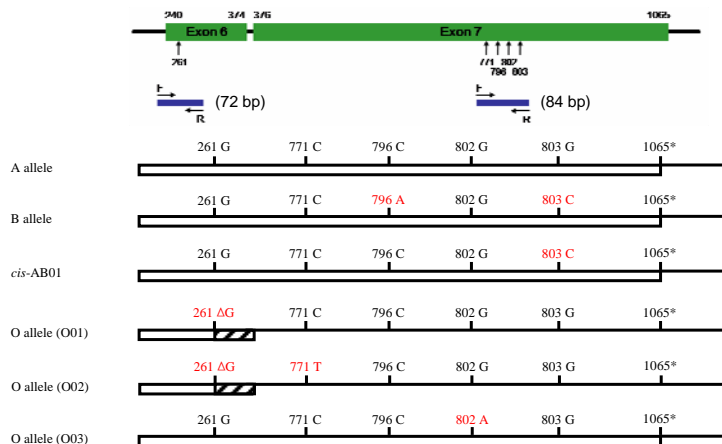 240 374 376 1065
Exon 6 Exon 7
261 771 802
796 803
F F
(72 bp) (84 bp)
R R
261 G 771 C 796 C 802 G 803 G 1065*
A allele
261 G 771 C 796 A 802 G 803 C 1065*
B allele
261 G 771 C 796 C 802 G 803 C 1065*
cis-AB01
261 ΔG 771 C 796 C 802 G 803 G 1065*
O allele (O01)
261 ΔG 771 T 796 C 802 G 803 G 1065*
O allele (O02)
261 G 771 C 796 C 802 A 803 G 1065*
O allele (O03)